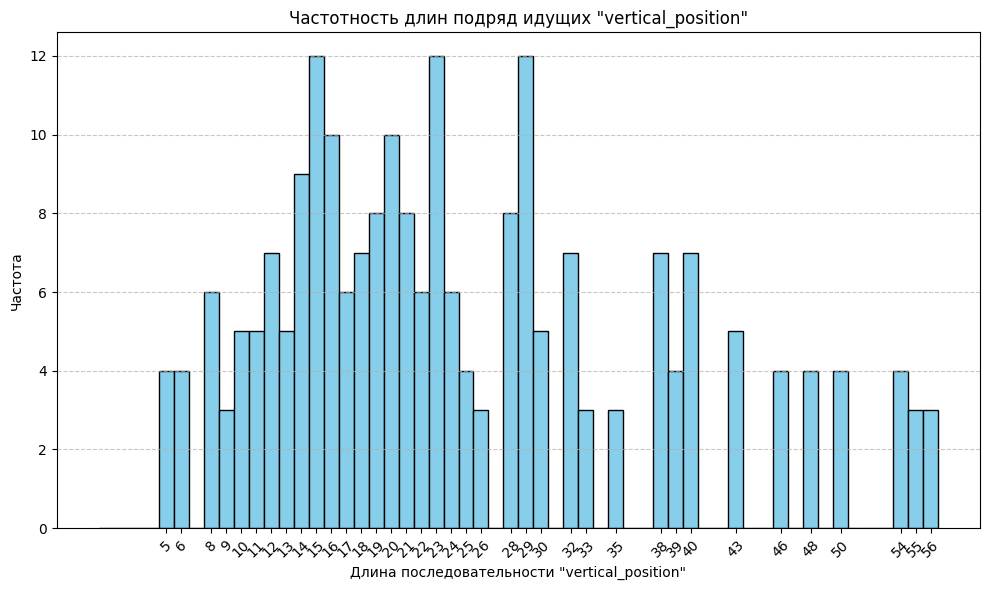 Частотность длин подряд идущих "vertical_position"
Частота
12
10
8
6
4
2
0
5 6 8 9 10 11 12 13 14 15 16 17 18 19 20 21 22 23 24 25 26 28 29 30 32 33 35 38 39 40 43 46 48 50 54 55 56
Длина последовательности "vertical_position"